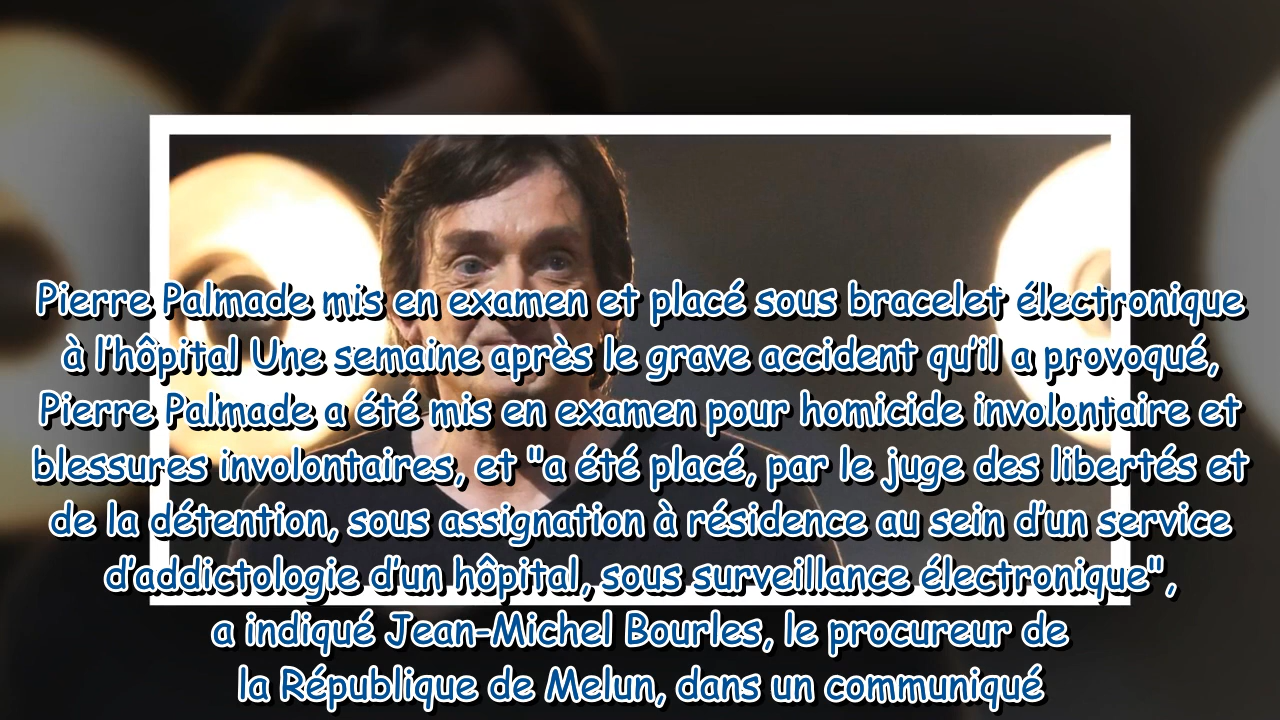 Pierre Palmade mis en examen et placé sous bracelet électronique
à l'hôpital Une semaine après le grave accident qu'il a provoqué,
Pierre Palmade a été mis en examen pour homicide involontaire et
blessures involontaires, et "a été placé, par le juge des libertés et
de la détention, sous assignation à résidence au sein d'un service
d'addictologie d'un hôpital, sous surveillance électronique",
a indiqué Jean-Michel Bourles, le procureur de
la République de Melun, dans un communiqué